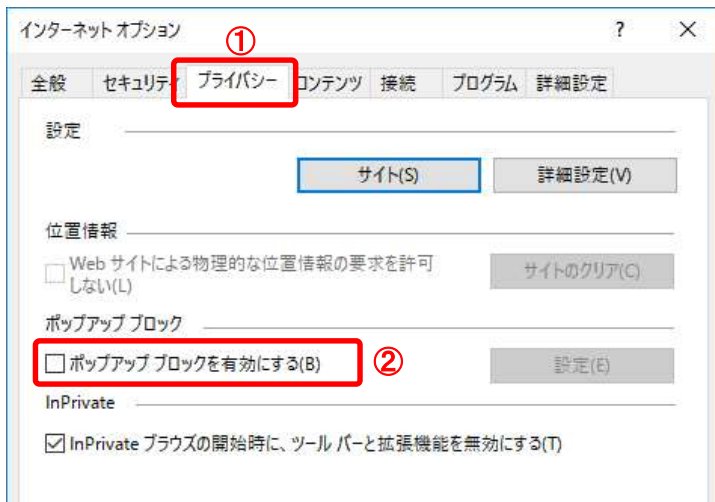 インターネット オプション ? ×
①
全般 セキュリティ プライバシー コンテンツ 接続 プログラム 詳細設定
設定
サイト(S) 詳細設定(V)
位置情報
Web サイトによる物理的な位置情報の要求を許可
しない(L)
サイトのクリア(C)
ポップアップ ブロック
ポップアップ ブロックを有効にする(B) ②
設定(E)
InPrivate
InPrivate ブラウズの開始時に、ツール バーと拡張機能を無効にする(T)